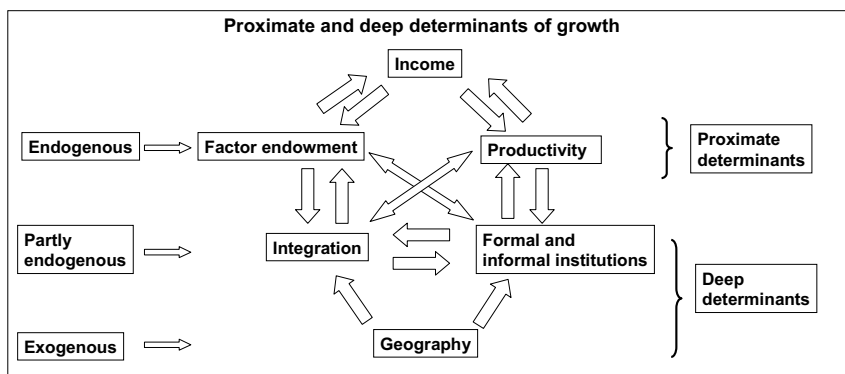 Proximate and deep determinants of growth
Income
Endogenous
Factor endowment
Productivity
Proximate
determinants
Partly
endogenous
Integration
Formal and
informal institutions
Deep
determinants
Exogenous
Geography